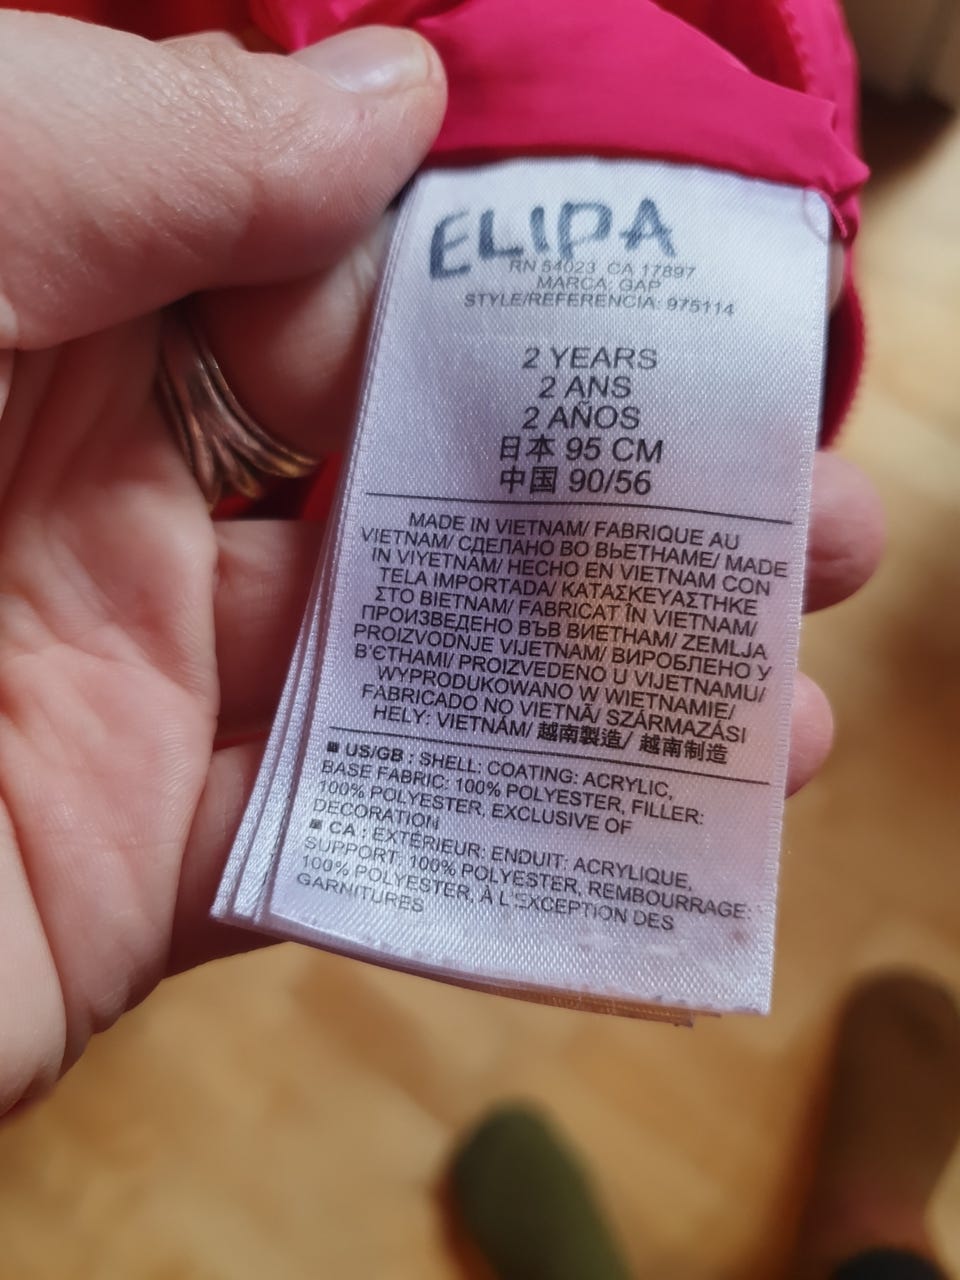 ELIPA
RN 54023 CA 17897
MARCA, GAP
STYLE/REFERENCIA: 975114
2 YEARS
2 ANS
2 AÑOS
日本 95 CM
中国 90/56
MADE IN VIETNAM/ FABRIQUE AU
VIETNAM/ СДЕЛАНО ВО ВЬЕТНАМЕ/ MADE
IN VIYETNAM/ HECHO EN VIETNAM CON
TELA IMPORTADA/ ΚΑΤΑΣΚΕΥΑΣΤΗΚΕ
ΣΤΟ ΒΙΕΤΝΑΜ/ FABRICAT ÎN VIETNAM/
ПРОИЗВЕДЕНО ВЪВ ВИЕТНАМ/ ZEMLJA
PROIZVODNJE VIJETNAM/ ВИРОБЛЕНО У
В'ЄТНАМІ/ PROIZVEDENO U VIJETNAMU/
WYPRODUKOWANO W WIETNAMIE/
FABRICADO NO VIETNÃ/ SZÁRMAZÁSI
HELY: VIETNÁM/ 越南製造/ 越南制造
■ US/GB : SHELL: COATING: ACRYLIC,
BASE FABRIC: 100% POLYESTER, FILLER:
100% POLYESTER, EXCLUSIVE OF
DECORATION
■ CA : EXTÉRIEUR: ENDUIT: ACRYLIQUE,
SUPPORT: 100% POLYESTER, REMBOURRAGE:
100% POLYESTER, À L'EXCEPTION DES
GARNITURES